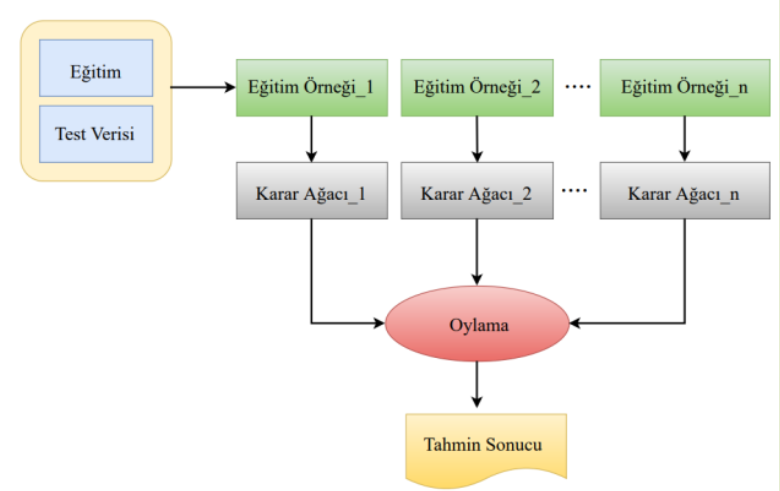 Eğitim
Test Verisi
Eğitim Örneği_1
Eğitim Örneği_2
....
Eğitim Örneği_n
Karar Ağacı_1
Karar Ağacı_2
....
Karar Ağacı_n
Oylama
Tahmin Sonucu